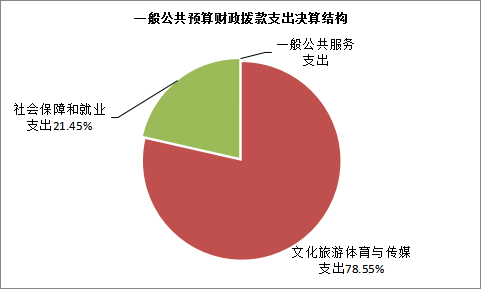 一般公共预算财政拨款支出决算结构
一般公共服务
支出
社会保障和就业
支出21.45%
文化旅游体育与传媒
支出78.55%